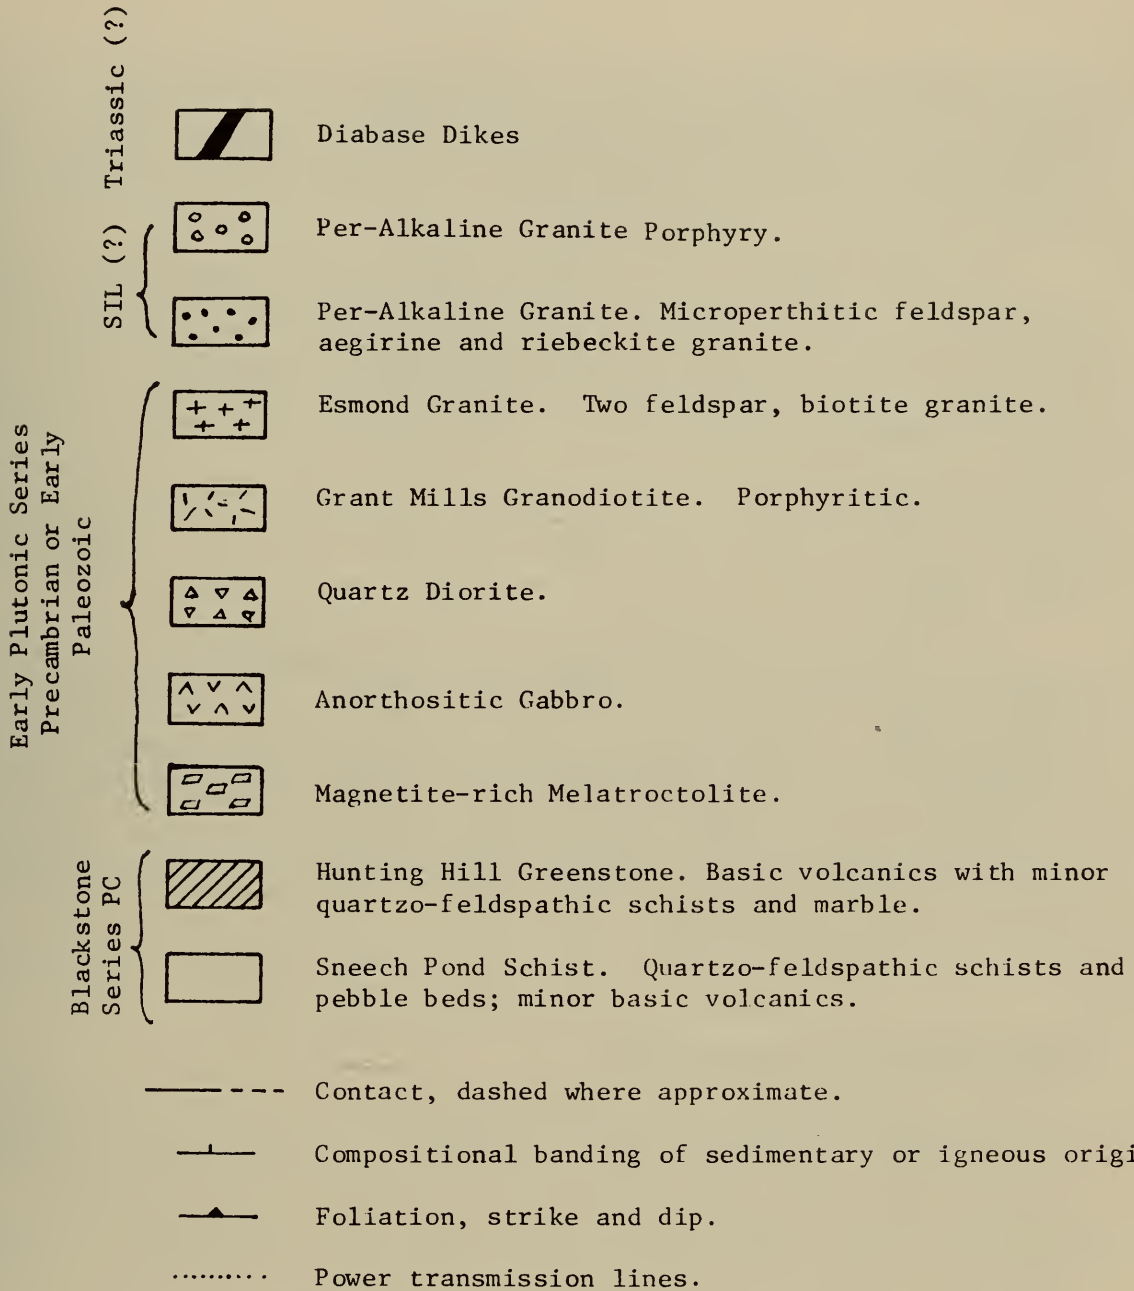 Triassic (?)
Diabase Dikes
SIL (?)
Per-Alkaline Granite Porphyry.
Per-Alkaline Granite. Microperthitic feldspar,
aegirine and riebeckite granite.
Early Plutonic Series
Precambrian or Early
Paleozoic
Esmond Granite. Two feldspar, biotite granite.
Grant Mills Granodiotite. Porphyritic.
Quartz Diorite.
Anorthositic Gabbro.
Magnetite-rich Melatroctolite.
Blackstone
Series PC
Hunting Hill Greenstone. Basic volcanics with minor
quartzo-feldspathic schists and marble.
Sneech Pond Schist. Quartzo-feldspathic schists and
pebble beds; minor basic volcanics.
Contact, dashed where approximate.
Compositional banding of sedimentary or igneous origi
Foliation, strike and dip.
Power transmission lines.